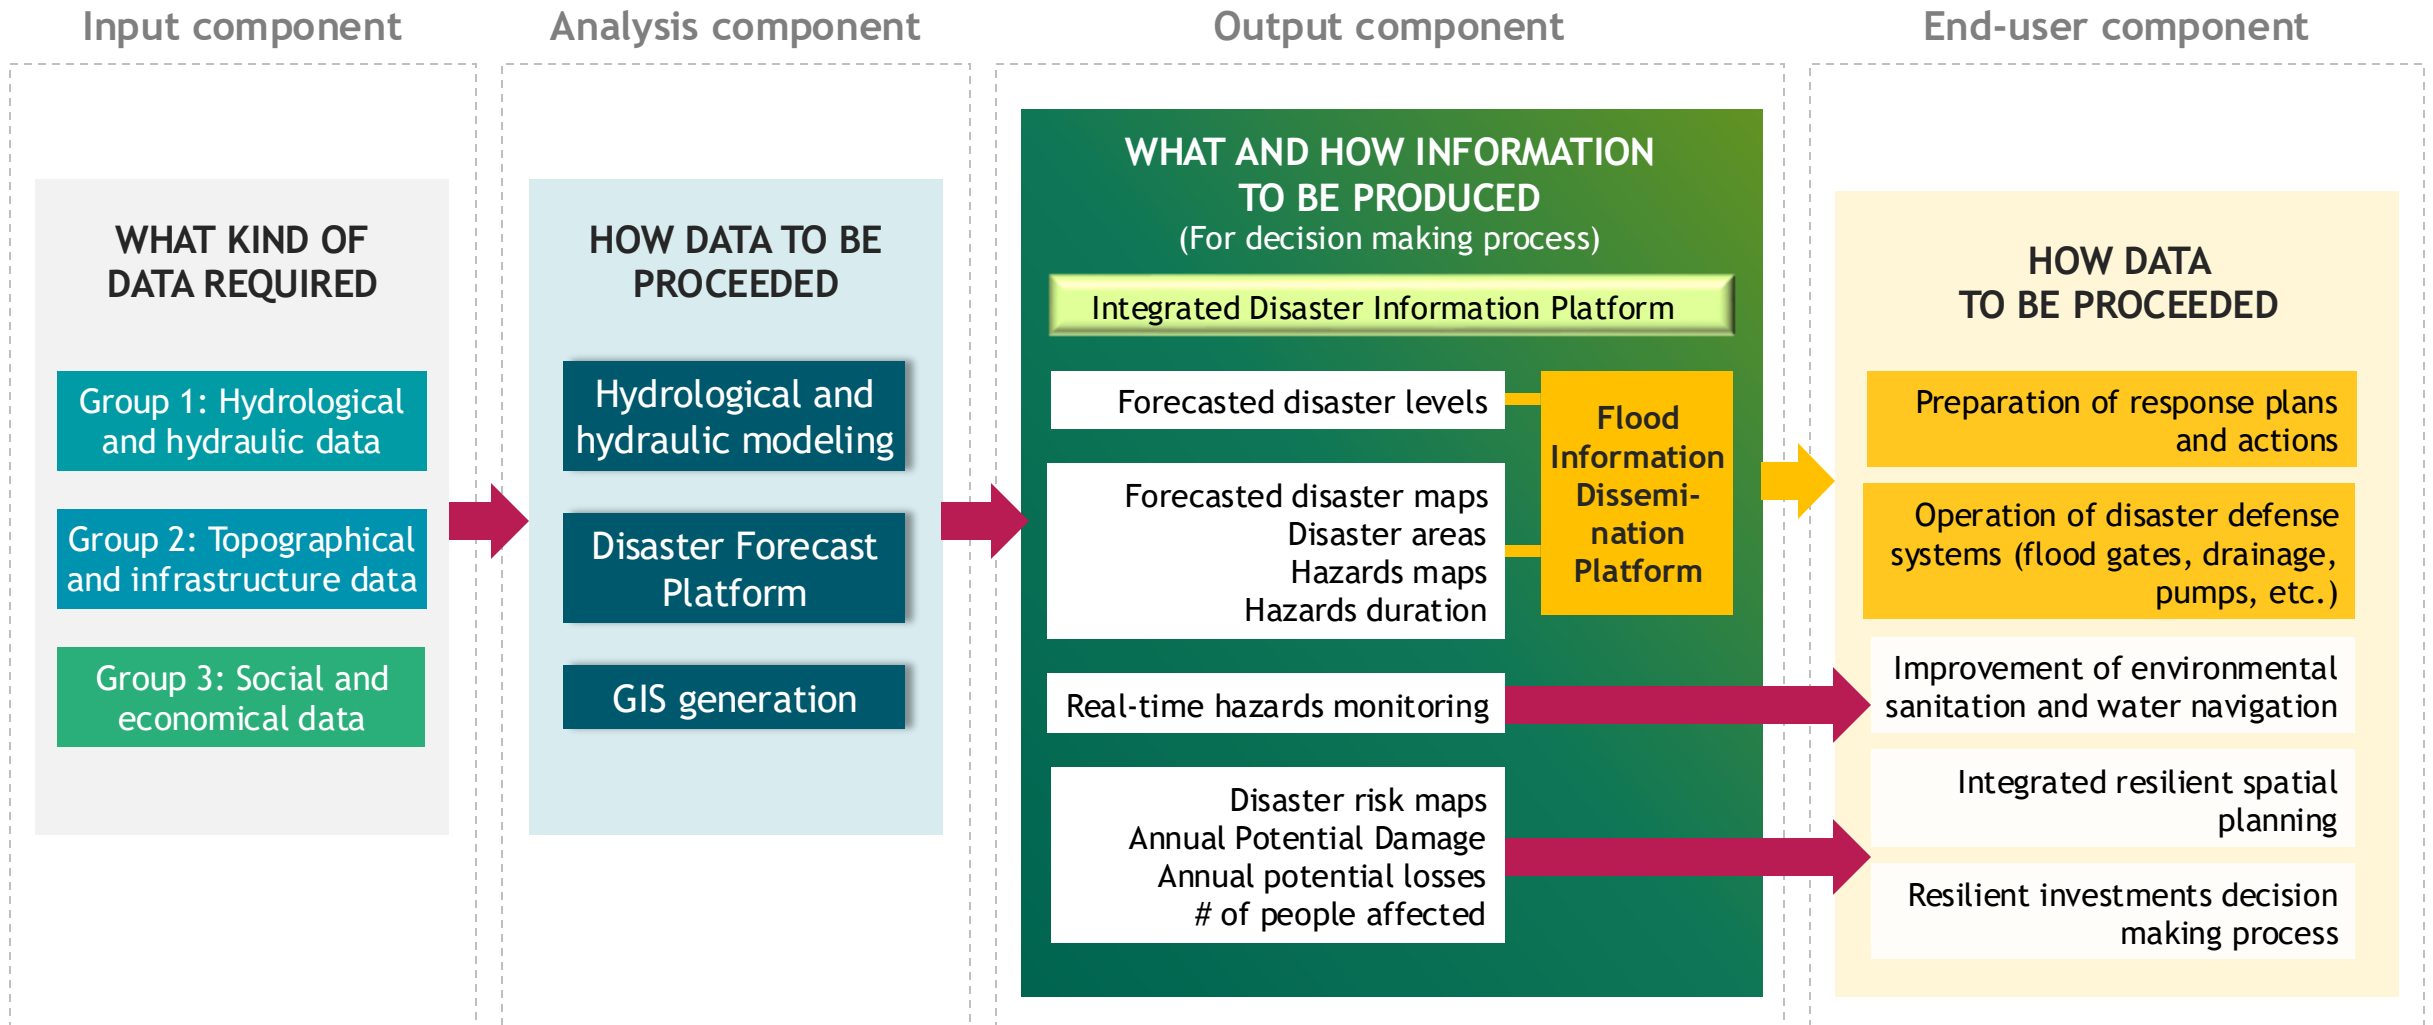 Input component
Analysis component
Output component
End-user component
WHAT KIND OF
DATA REQUIRED
Group 1: Hydrological
and hydraulic data
Group 2: Topographical
and infrastructure data
Group 3: Social and
economical data
HOW DATA TO BE
PROCEEDED
Hydrological and
hydraulic modeling
Disaster Forecast
Platform
GIS generation
WHAT AND HOW INFORMATION
TO BE PRODUCED
(For decision making process)
Integrated Disaster Information Platform
Forecasted disaster levels
Forecasted disaster maps
Disaster areas
Hazards maps
Hazards duration
Flood
Information
Dissemi-
nation
Platform
Real-time hazards monitoring
Disaster risk maps
Annual Potential Damage
Annual potential losses
# of people affected
HOW DATA
TO BE PROCEEDED
Preparation of response plans
and actions
Operation of disaster defense
systems (flood gates, drainage,
pumps, etc.)
Improvement of environmental
sanitation and water navigation
Integrated resilient spatial
planning
Resilient investments decision
making process